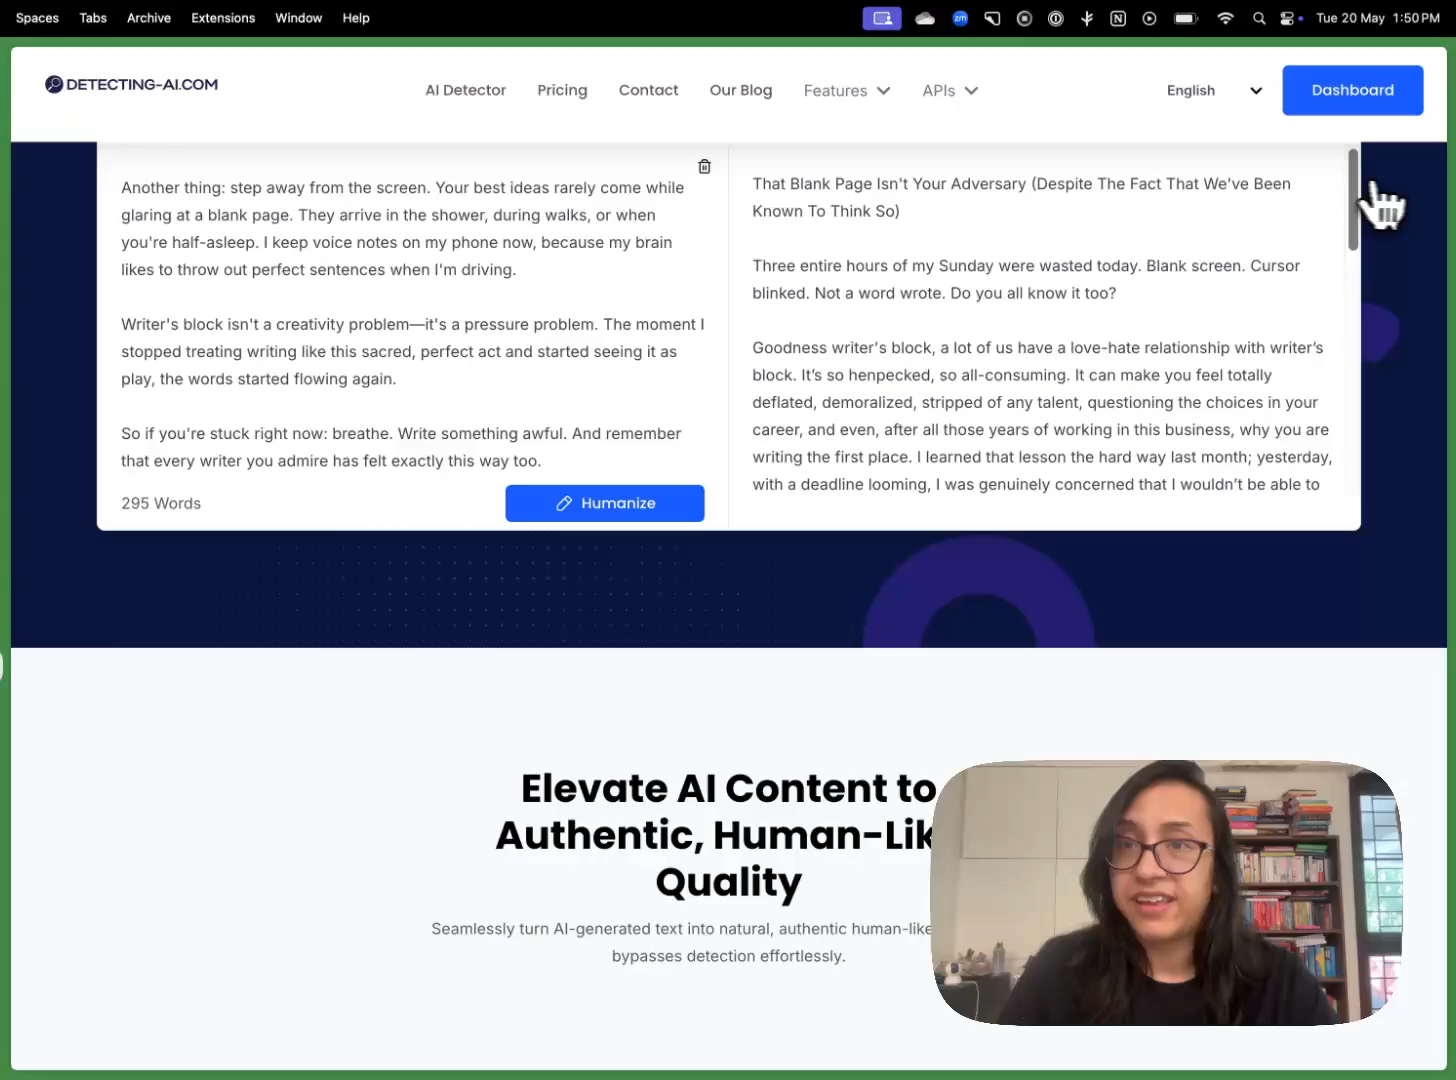 Spaces Tabs Archive Extensions Window Help
zm
N
Tue 20 May 1:50 PM
DETECTING-AI.COM
AI Detector Pricing Contact Our Blog Features APIs
English
Dashboard
Another thing: step away from the screen. Your best ideas rarely come while
glaring at a blank page. They arrive in the shower, during walks, or when
you're half-asleep. I keep voice notes on my phone now, because my brain
likes to throw out perfect sentences when I'm driving.
Writer's block isn't a creativity problem—it's a pressure problem. The moment I
stopped treating writing like this sacred, perfect act and started seeing it as
play, the words started flowing again.
So if you're stuck right now: breathe. Write something awful. And remember
that every writer you admire has felt exactly this way too.
295 Words
Humanize
That Blank Page Isn't Your Adversary (Despite The Fact That We've Been
Known To Think So)
Three entire hours of my Sunday were wasted today. Blank screen. Cursor
blinked. Not a word wrote. Do you all know it too?
Goodness writer's block, a lot of us have a love-hate relationship with writer’s
block. It’s so henpecked, so all-consuming. It can make you feel totally
deflated, demoralized, stripped of any talent, questioning the choices in your
career, and even, after all those years of working in this business, why you are
writing the first place. I learned that lesson the hard way last month; yesterday,
with a deadline looming, I was genuinely concerned that I wouldn’t be able to
Elevate AI Content to
Authentic, Human-Lik
Quality
Seamlessly turn AI-generated text into natural, authentic human-like
bypasses detection effortlessly.